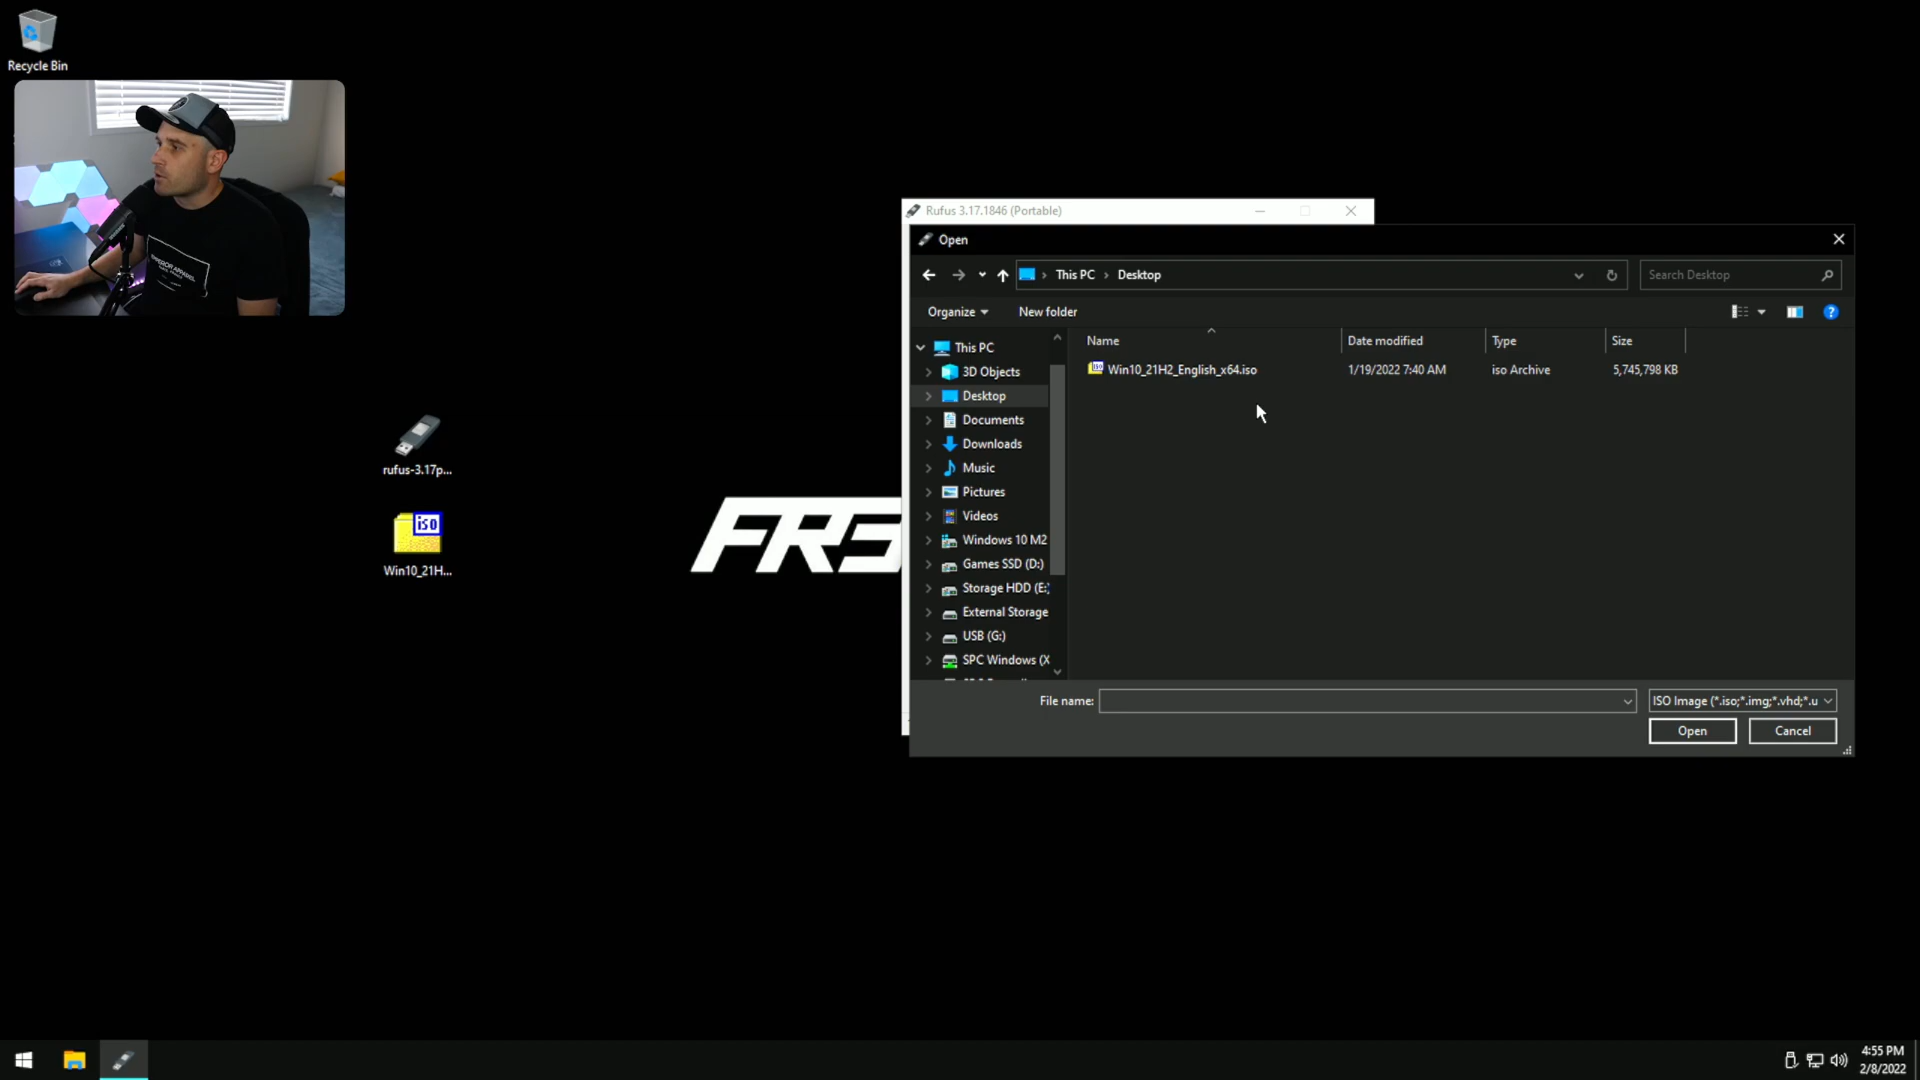 Recycle Bin
rufus-3.17p...
Win10_21H...
iso
Rufus 3.17.1846 (Portable)
Open
This PC > Desktop
Search Desktop
Organize
New folder
Name
Date modified
Type
Size
Win10_21H2_English_x64.iso
1/19/2022 7:40 AM
iso Archive
5,745,798 KB
This PC
3D Objects
Desktop
Documents
Downloads
Music
Pictures
Videos
Windows 10 M2
Games SSD (D:)
Storage HDD (E:)
External Storage
USB (G:)
SPC Windows (X
File name:
ISO Image (*.iso;*.img;*.vhd;*.u
Open
Cancel
4:55 PM
2/8/2022